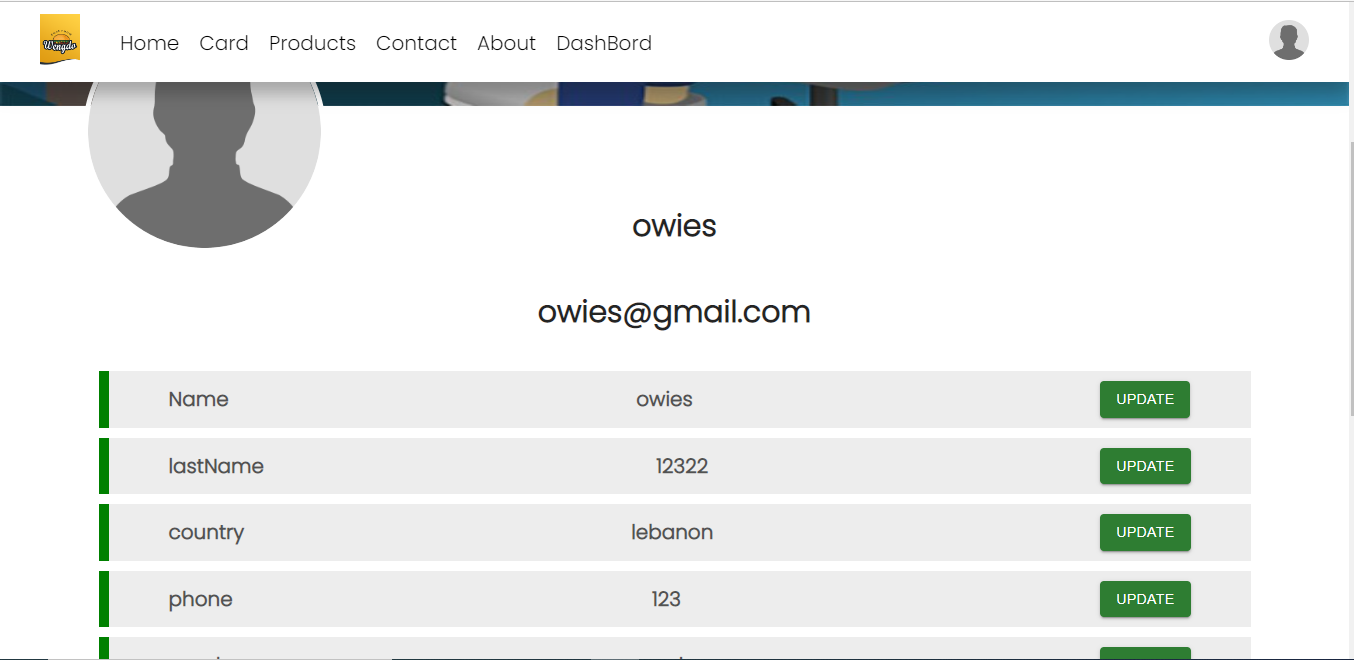 Wengdo
Home Card Products Contact About DashBord
owies
owies@gmail.com
Name owies UPDATE
lastName 12322 UPDATE
country lebanon UPDATE
phone 123 UPDATE